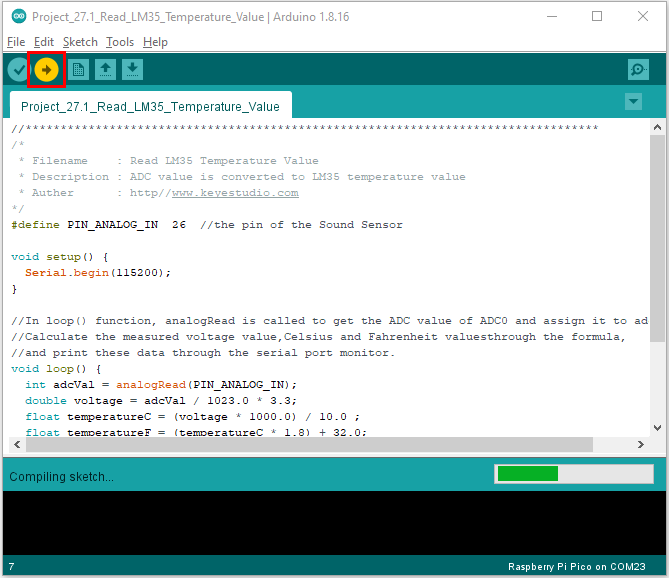 Project_27.1_Read_LM35_Temperature_Value | Arduino 1.8.16
File Edit Sketch Tools Help
Project_27.1_Read_LM35_Temperature_Value
//**********************************************************************************
/*
 * Filename    : Read LM35 Temperature Value
 * Description : ADC value is converted to LM35 temperature value
 * Auther      : http//www.keyestudio.com
*/
#define PIN_ANALOG_IN  26  //the pin of the Sound Sensor
void setup() {
  Serial.begin(115200);
}
//In loop() function, analogRead is called to get the ADC value of ADC0 and assign it to ad
//Calculate the measured voltage value,Celsius and Fahrenheit valuesthrough the formula,
//and print these data through the serial port monitor.
void loop() {
  int adcVal = analogRead(PIN_ANALOG_IN);
  double voltage = adcVal / 1023.0 * 3.3;
  float temperatureC = (voltage * 1000.0) / 10.0 ;
  float temperatureF = (temperatureC * 1.8) + 32.0;
Compiling sketch...
7
Raspberry Pi Pico on COM23